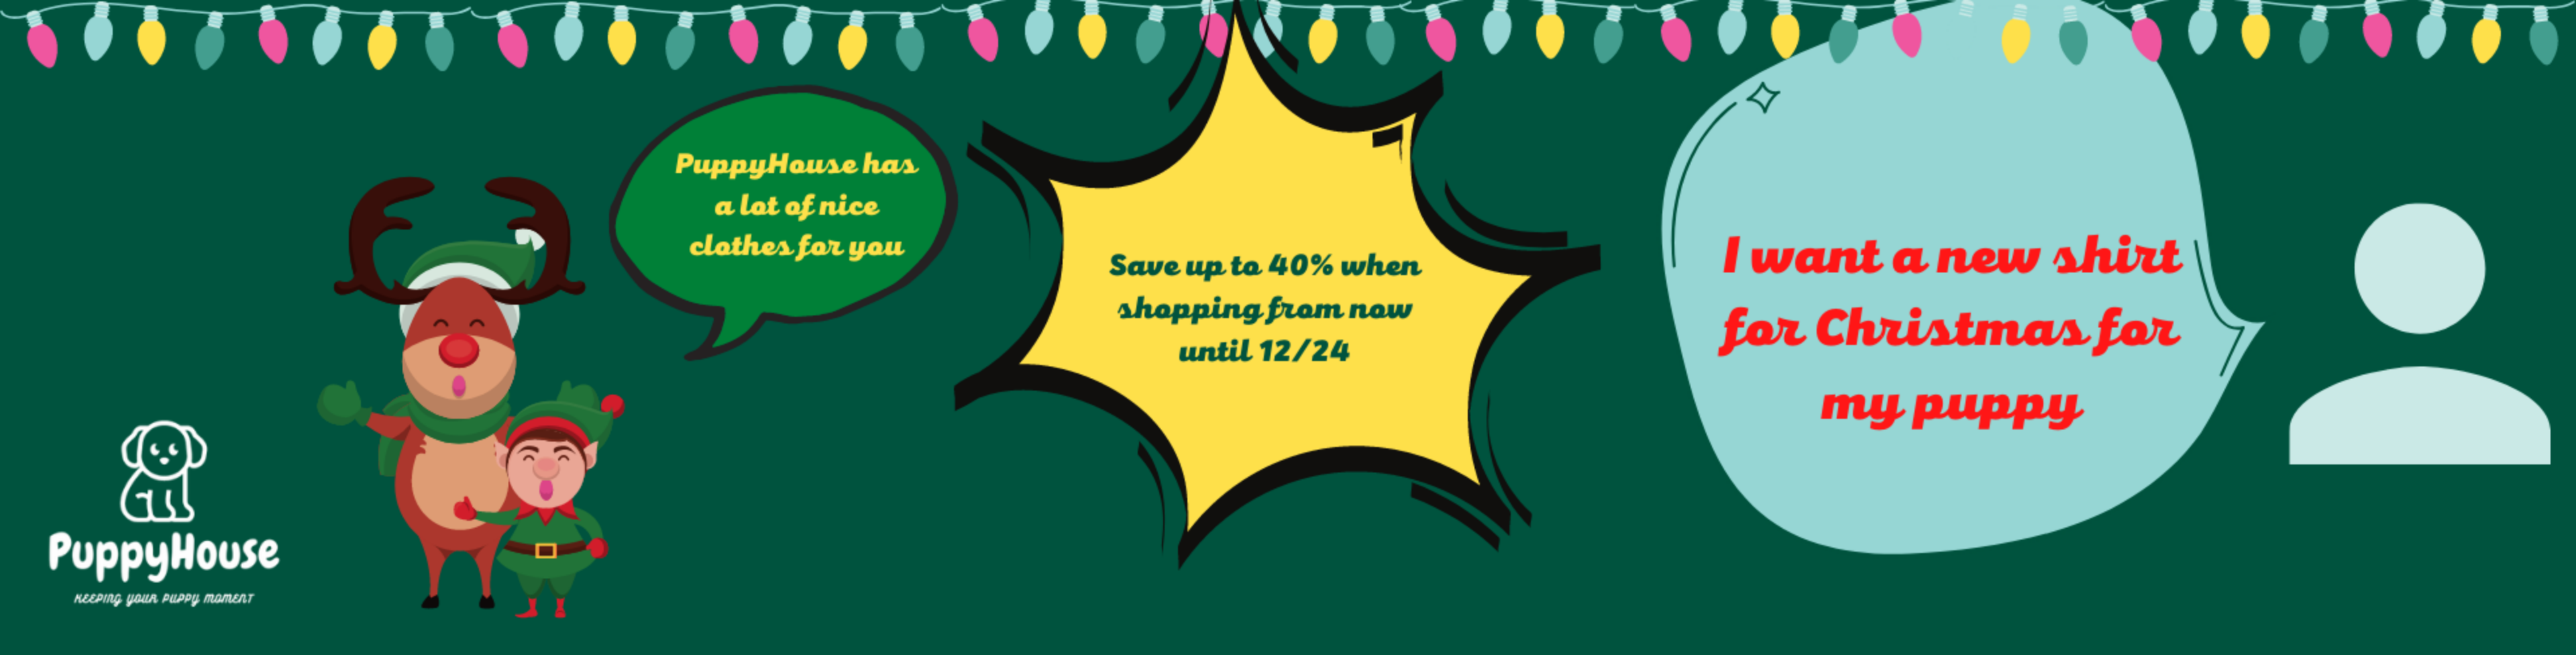 PuppyHouse has
a lot of nice
clothes for you
Save up to 40% when
shopping from now
until 12/24
I want a new shirt
for Christmas for
my puppy
PuppyHouse
KEEPING YOUR PUPPY MOMENT